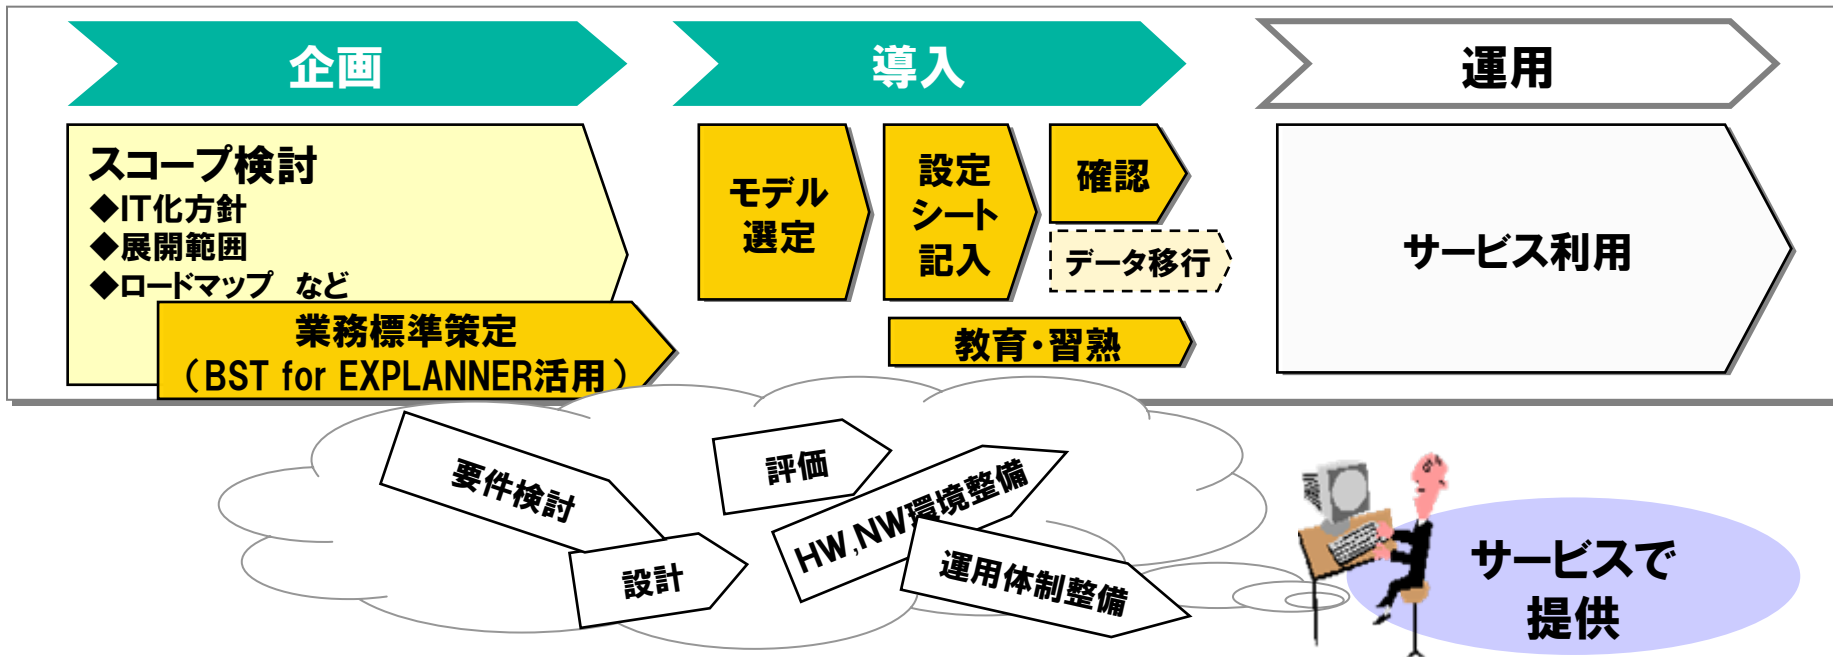 企画
導入
運用
スコープ検討
◆IT化方針
◆展開範囲
◆ロードマップ　など
業務標準策定
（BST for EXPLANNER活用）
モデル
選定
設定
シート
記入
確認
データ移行
教育・習熟
サービス利用
要件検討
評価
設計
HW,NW環境整備
運用体制整備
サービスで
提供